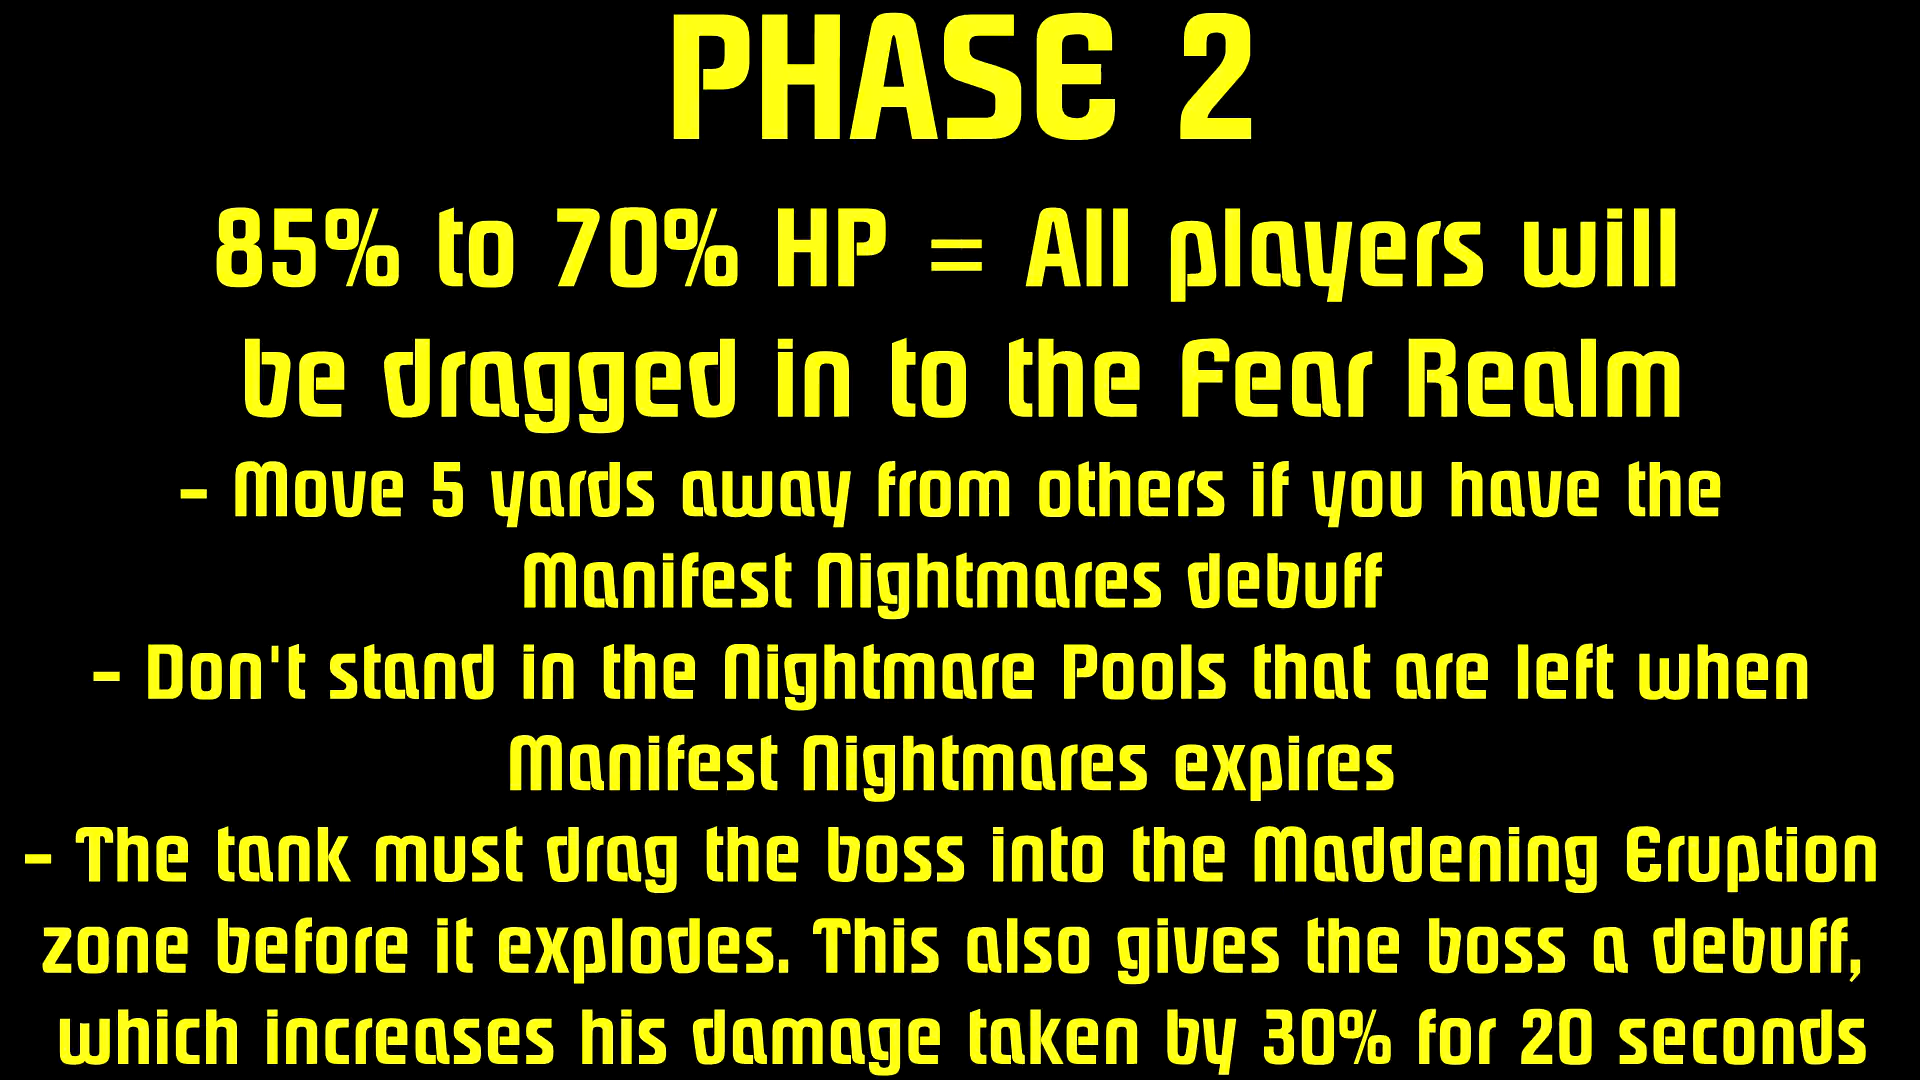 PHASE 2
85% to 70% HP = All players will
be dragged in to the Fear Realm
- Move 5 yards away from others if you have the
Manifest Nightmares debuff
- Don't stand in the Nightmare Pools that are left when
Manifest Nightmares expires
- The tank must drag the boss into the Maddening Eruption
zone before it explodes. This also gives the boss a debuff,
which increases his damage taken by 30% for 20 seconds